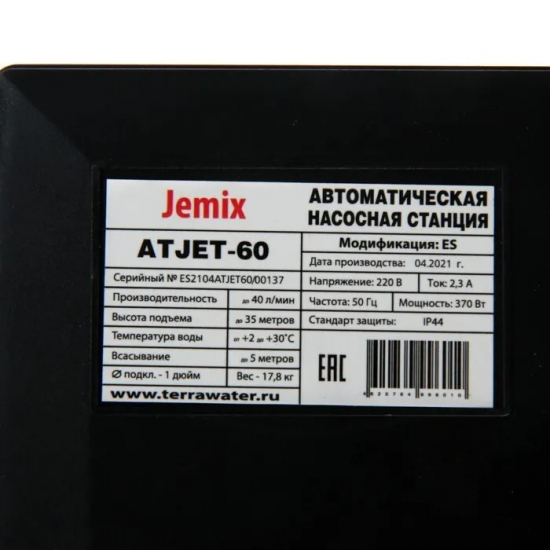 Jemix
ATJET-60
Серийный № ES2104ATJET60/00137
Производительность до 40 л/мин
Высота подъема до 35 метров
Температура воды от +2 до +30°С
Всасывание до 5 метров
Ø подкл. - 1 дюйм Вес - 17,8 кг
www.terrawater.ru
АВТОМАТИЧЕСКАЯ
НАСОСНАЯ СТАНЦИЯ
Модификация: ES
Дата производства: 04.2021 г.
Напряжение: 220 В Ток: 2,3 А
Частота: 50 Гц Мощность: 370 Вт
Стандарт защиты: IP44
EAC